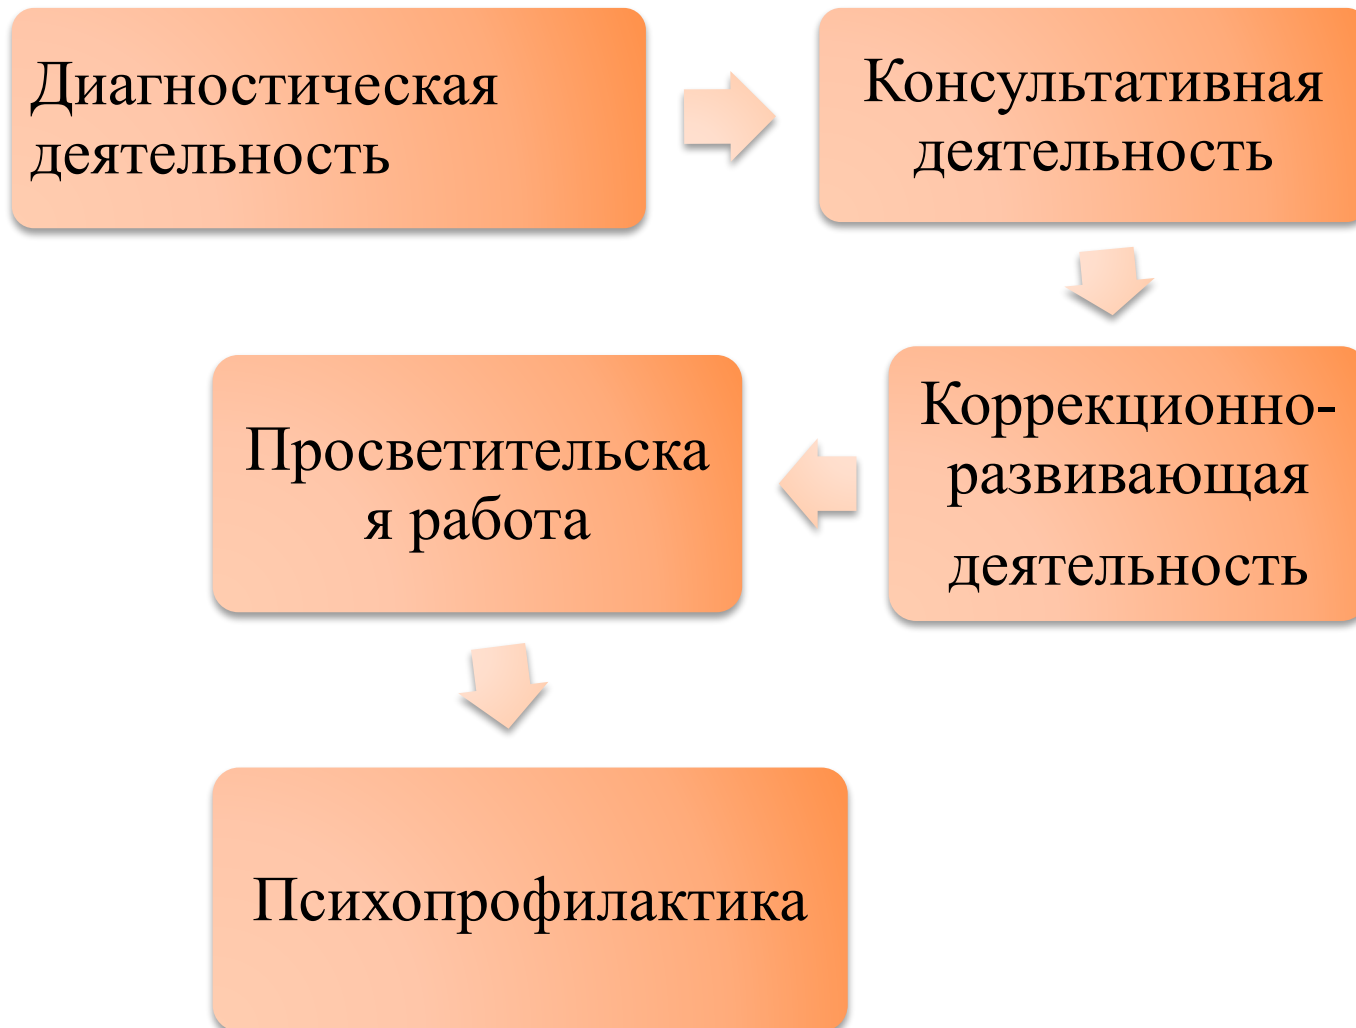 Диагностическая
деятельность
Консультативная
деятельность
Коррекционно-
развивающая
деятельность
Просветительска
я работа
Психопрофилактика